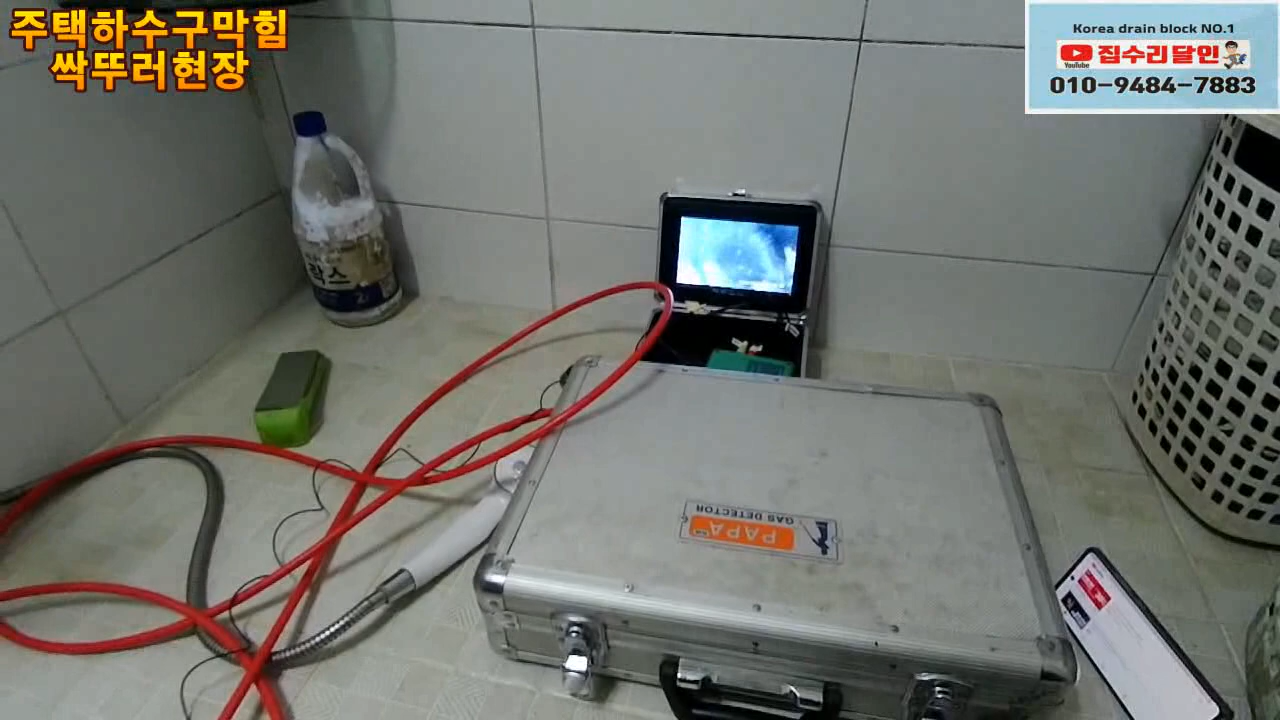 주택하수구막힘
싹뚜러현장
Korea drain block NO.1
YouTube 집수리달인
010-9484-7883
락스
PAPA
GAS DETECTOR